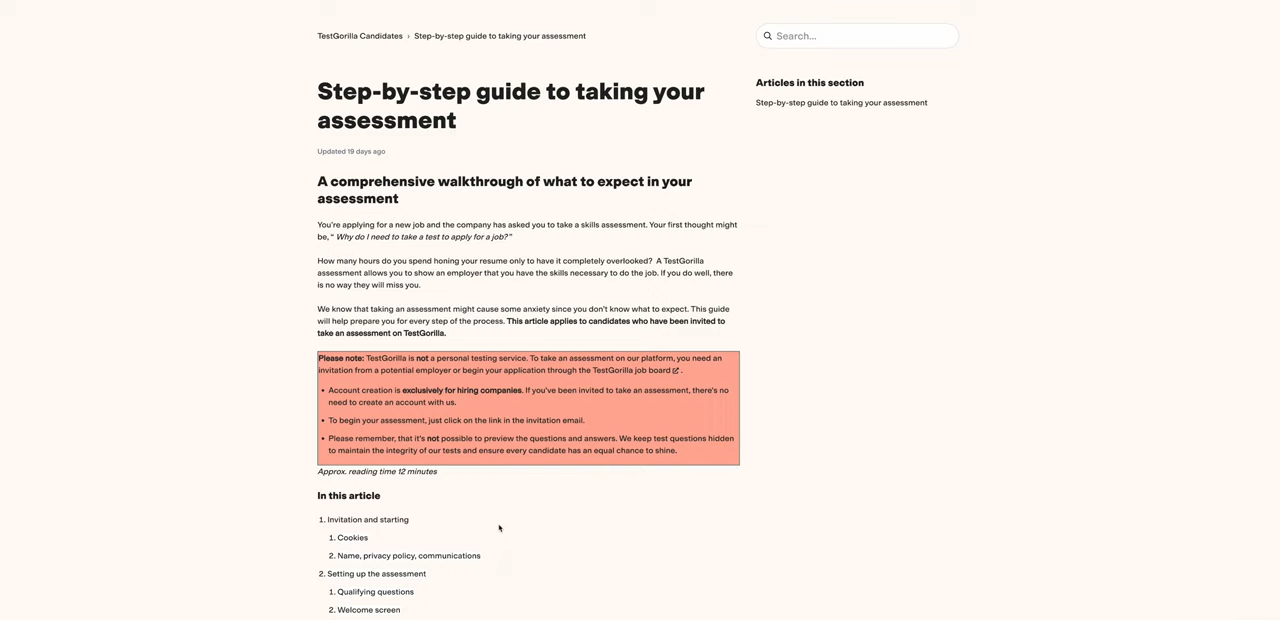 TestGorilla Candidates › Step-by-step guide to taking your assessment
Search...
Step-by-step guide to taking your
assessment
Updated 19 days ago
A comprehensive walkthrough of what to expect in your
assessment
You're applying for a new job and the company has asked you to take a skills assessment. Your first thought might
be, “ Why do I need to take a test to apply for a job? ”
How many hours do you spend honing your resume only to have it completely overlooked?  A TestGorilla
assessment allows you to show an employer that you have the skills necessary to do the job. If you do well, there
is no way they will miss you.
We know that taking an assessment might cause some anxiety since you don't know what to expect. This guide
will help prepare you for every step of the process. This article applies to candidates who have been invited to
take an assessment on TestGorilla.
Please note: TestGorilla is not a personal testing service. To take an assessment on our platform, you need an
invitation from a potential employer or begin your application through the TestGorilla job board .
• Account creation is exclusively for hiring companies. If you've been invited to take an assessment, there's no
need to create an account with us.
• To begin your assessment, just click on the link in the invitation email.
• Please remember, that it's not possible to preview the questions and answers. We keep test questions hidden
to maintain the integrity of our tests and ensure every candidate has an equal chance to shine.
Approx. reading time 12 minutes
In this article
1. Invitation and starting
1. Cookies
2. Name, privacy policy, communications
2. Setting up the assessment
1. Qualifying questions
2. Welcome screen
Articles in this section
Step-by-step guide to taking your assessment